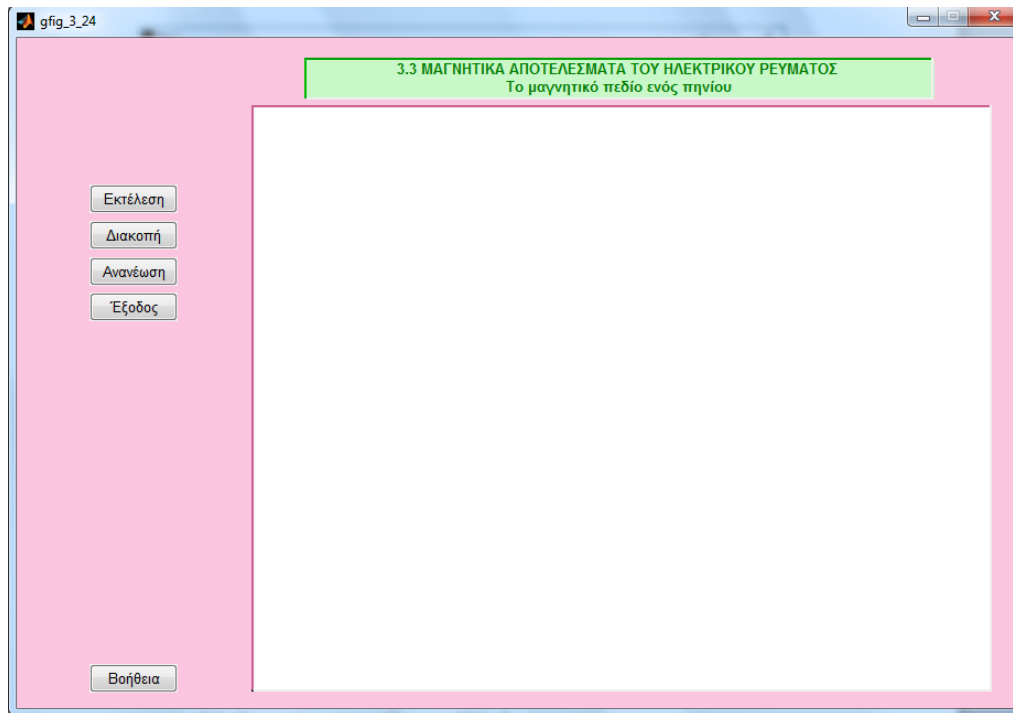 gfig_3_24
3.3 ΜΑΓΝΗΤΙΚΑ ΑΠΟΤΕΛΕΣΜΑΤΑ ΤΟΥ ΗΛΕΚΤΡΙΚΟΥ ΡΕΥΜΑΤΟΣ
Το μαγνητικό πεδίο ενός πηνίου
Εκτέλεση
Διακοπή
Ανανέωση
Έξοδος
Βοήθεια